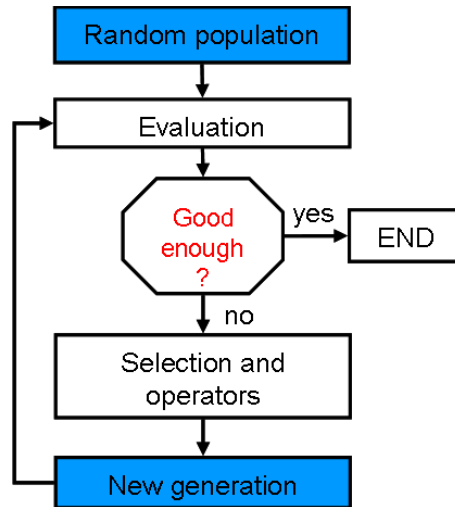 Random population
Evaluation
Good
enough
?
yes
END
no
Selection and
operators
New generation